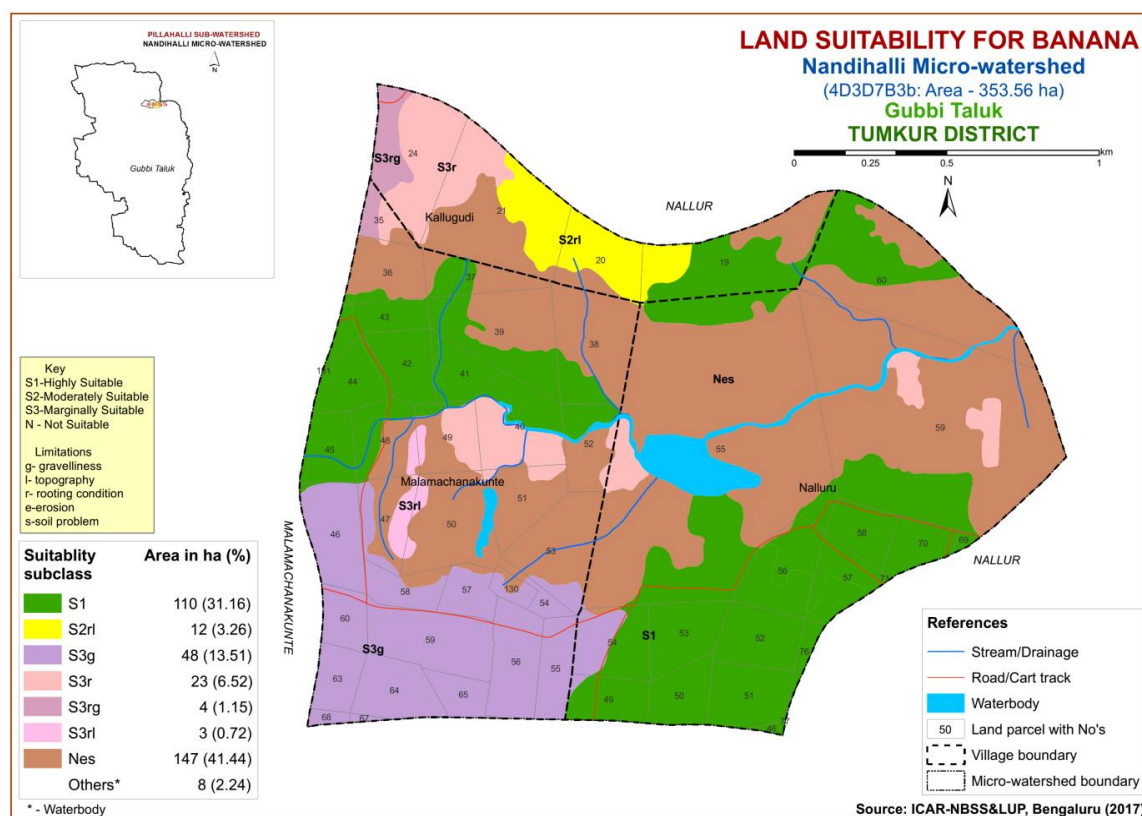 PILLAHALLI SUB-WATERSHED
NANDIHALLI MICRO-WATERSHED
N
Gubbi Taluk
LAND SUITABILITY FOR BANANA
Nandihalli Micro-watershed
(4D3D7B3b: Area - 353.56 ha)
Gubbi Taluk
TUMKUR DISTRICT
km
0 0.25 0.5 1
N
S3rg
24
S3r
35
Kallugudi
21
S2rl
20
NALLUR
19
60
36
37
43
39
38
42
41
44
Nes
59
45
48
49
52
55
Malamachanakunte
S3rl
51
Nalluru
47
50
46
53
58
57
130
54
60
59
S3g
56
55
63
64
65
68
67
58
70
69
NALLUR
56
57
71
54
S1
53
52
76
49
50
51
MALAMACHANAKUNTE
Key
S1-Highly Suitable
S2-Moderately Suitable
S3-Marginally Suitable
N - Not Suitable
Limitations
g- gravelliness
l- topography
r- rooting condition
e-erosion
s-soil problem
Suitablity subclass Area in ha (%)
S1 110 (31.16)
S2rl 12 (3.26)
S3g 48 (13.51)
S3r 23 (6.52)
S3rg 4 (1.15)
S3rl 3 (0.72)
Nes 147 (41.44)
Others* 8 (2.24)
* - Waterbody
References
Stream/Drainage
Road/Cart track
Waterbody
50 Land parcel with No's
Village boundary
Micro-watershed boundary
Source: ICAR-NBSS&LUP, Bengaluru (2017)